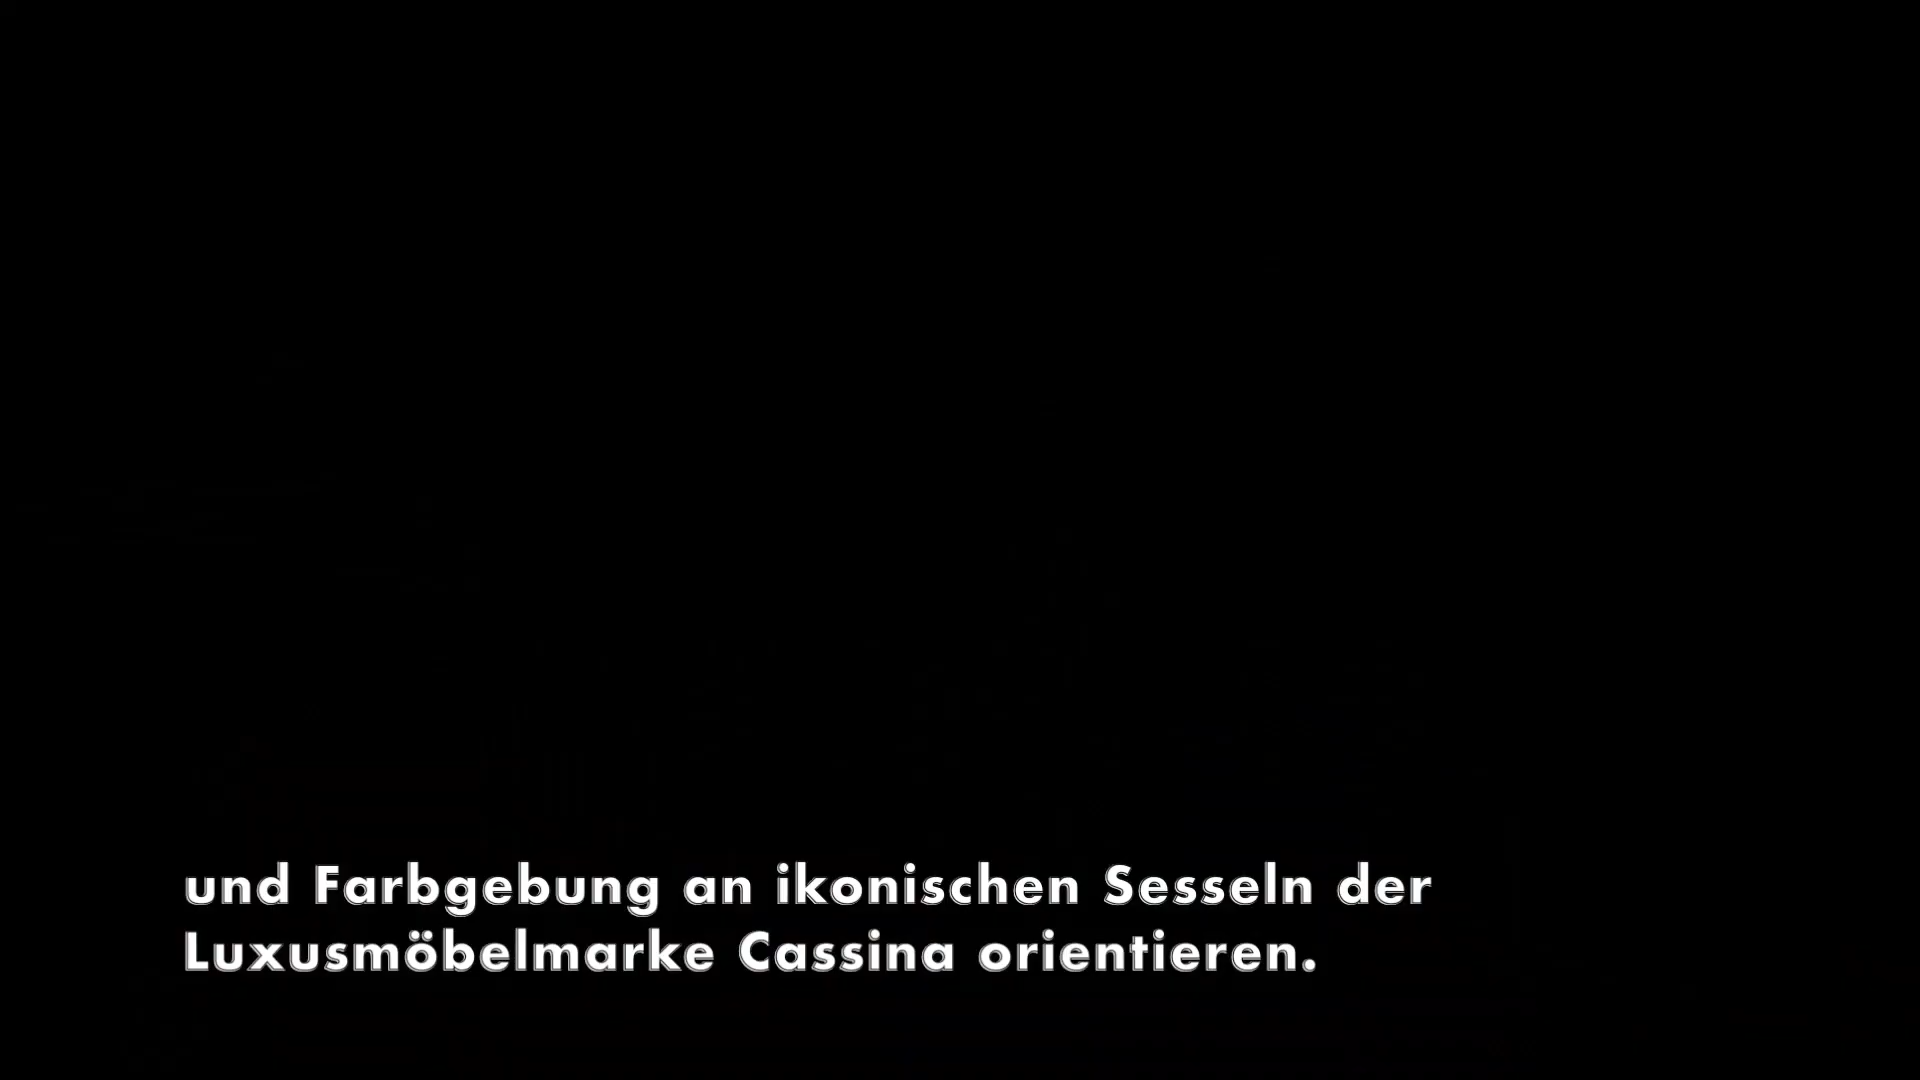 und Farbgebung an ikonischen Sesseln der
Luxusmöbelmarke Cassina orientieren.